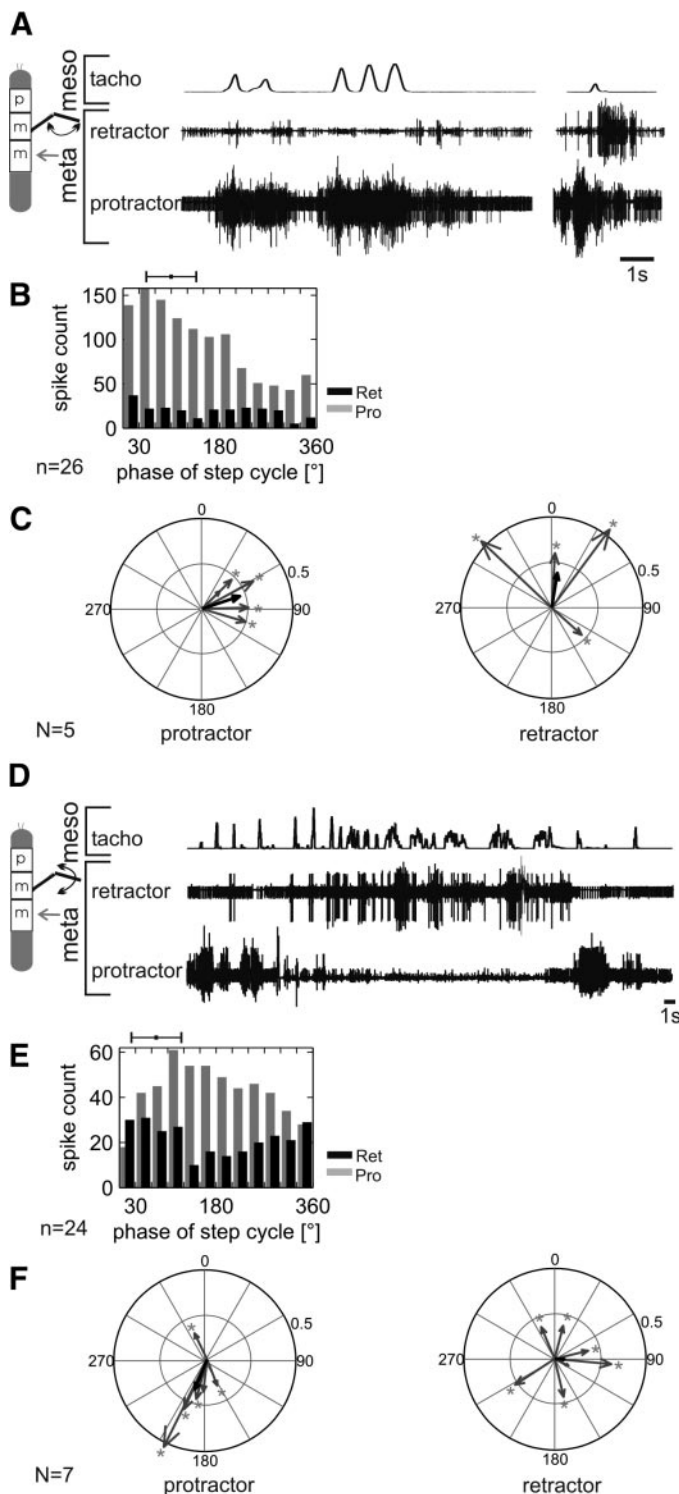 A
meso
tacho
p
m
m
meta
retractor
protractor
1s
B
150
100
50
0
spike count
Ret
Pro
30 180 360
n=26
phase of step cycle [°]
C
0 0
0.5 0.5
270 90 270 90
180 180
N=5
protractor retractor
D
meso
tacho
p
m
m
meta
retractor
protractor
1s
E
60
40
20
0
spike count
Ret
Pro
30 180 360
n=24
phase of step cycle [°]
F
0 0
0.5 0.5
270 90 270 90
180 180
N=7
protractor retractor